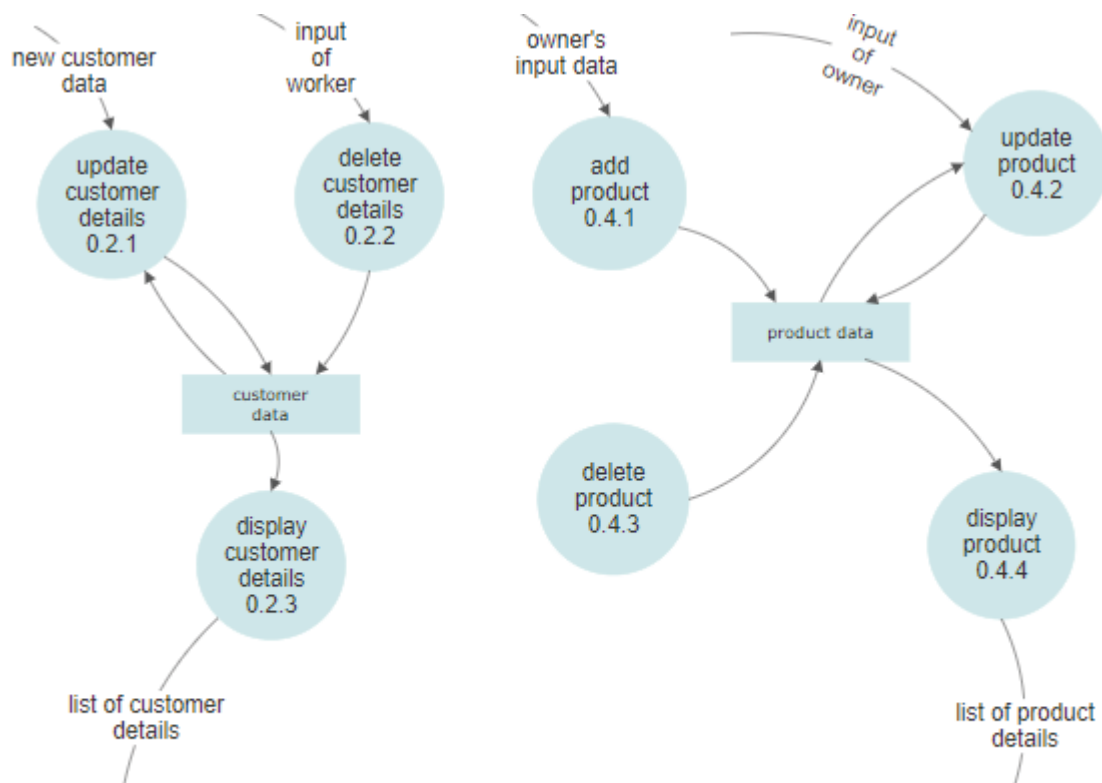 new customer
data
input
of
worker
update
customer
details
0.2.1
delete
customer
details
0.2.2
customer
data
display
customer
details
0.2.3
list of customer
details
owner's
input data
input
of
owner
add
product
0.4.1
update
product
0.4.2
product data
delete
product
0.4.3
display
product
0.4.4
list of product
details